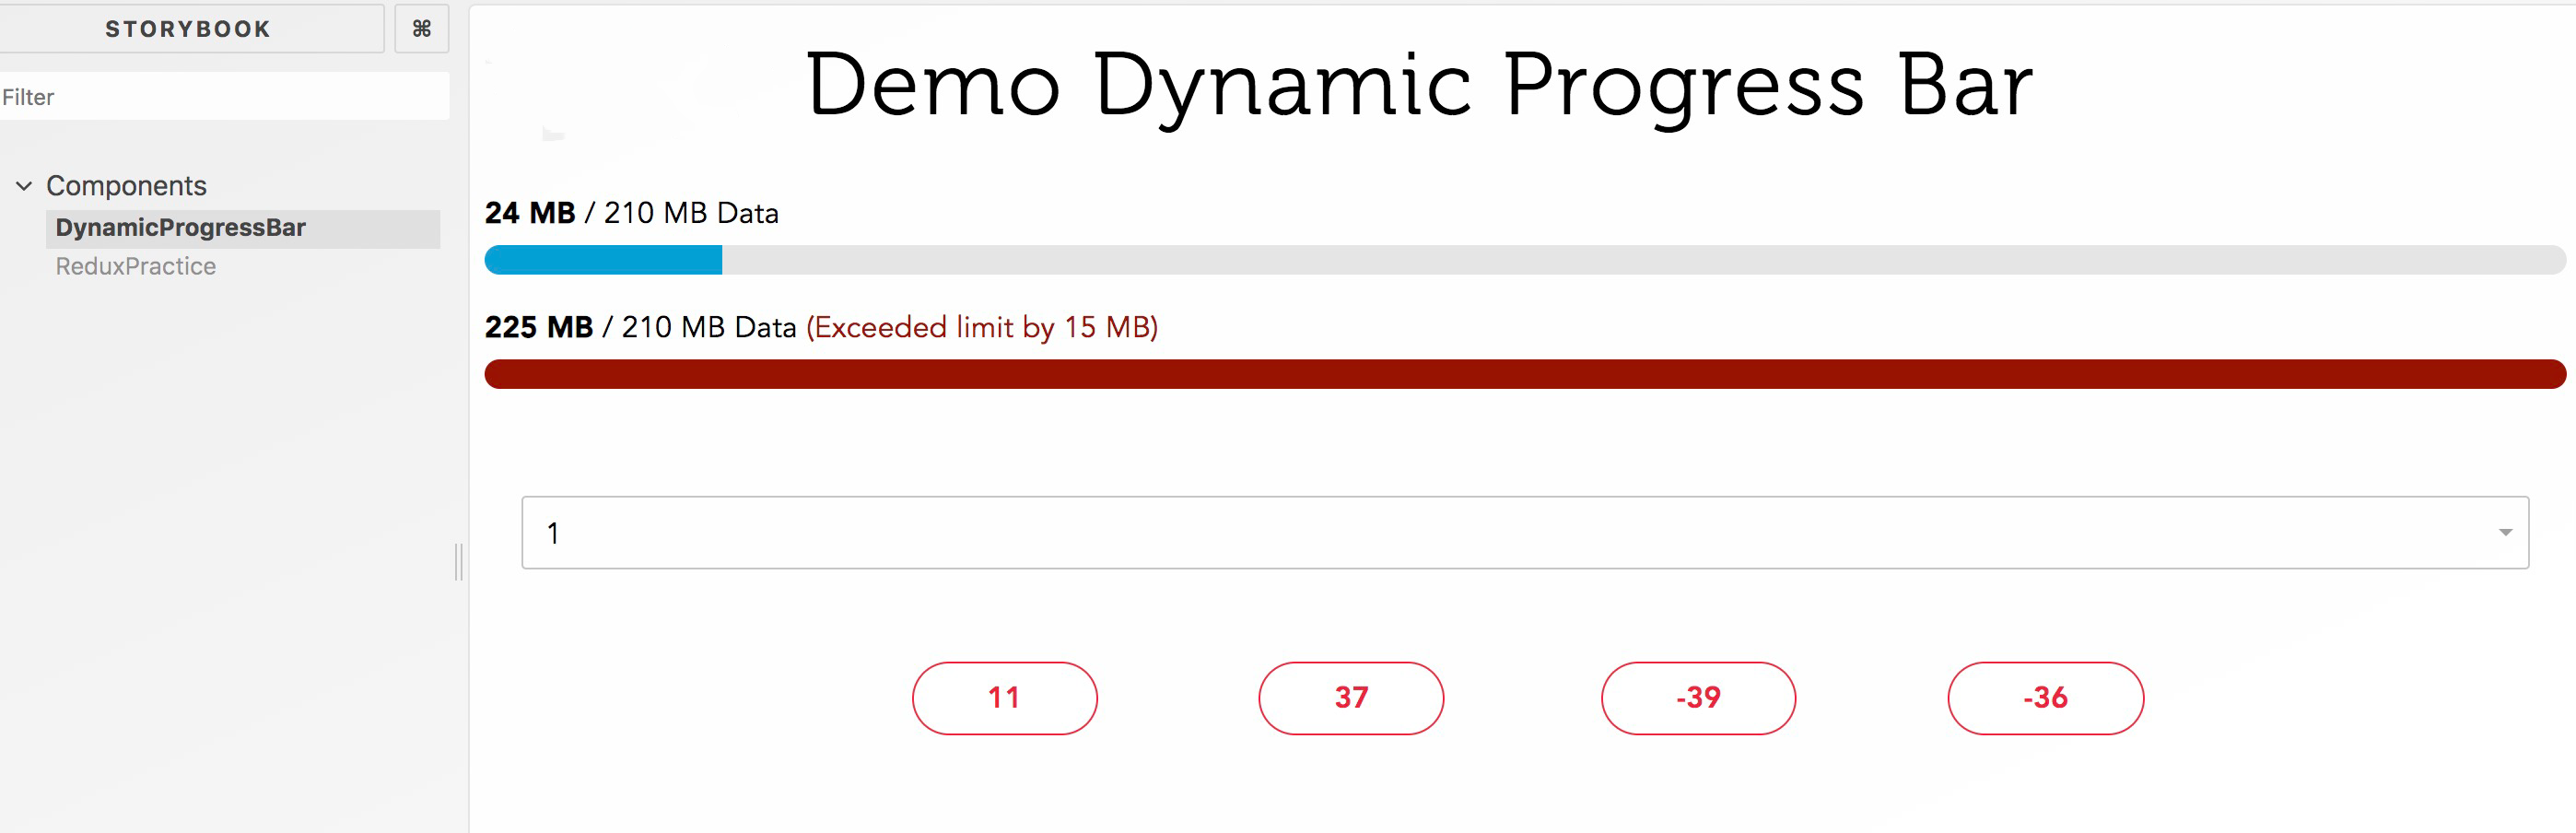 STORYBOOK ⌘
Filter
Components
DynamicProgressBar
ReduxPractice
Demo Dynamic Progress Bar
24 MB / 210 MB Data
225 MB / 210 MB Data (Exceeded limit by 15 MB)
1
11 37 -39 -36